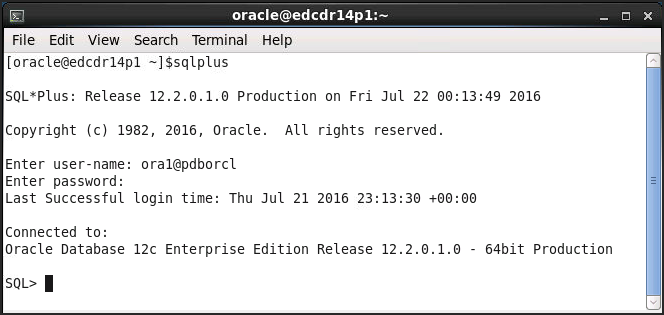 oracle@edcdr14p1:~
File Edit View Search Terminal Help
[oracle@edcdr14p1 ~]$sqlplus
SQL*Plus: Release 12.2.0.1.0 Production on Fri Jul 22 00:13:49 2016
Copyright (c) 1982, 2016, Oracle.  All rights reserved.
Enter user-name: ora1@pdborcl
Enter password:
Last Successful login time: Thu Jul 21 2016 23:13:30 +00:00
Connected to:
Oracle Database 12c Enterprise Edition Release 12.2.0.1.0 - 64bit Production
SQL>